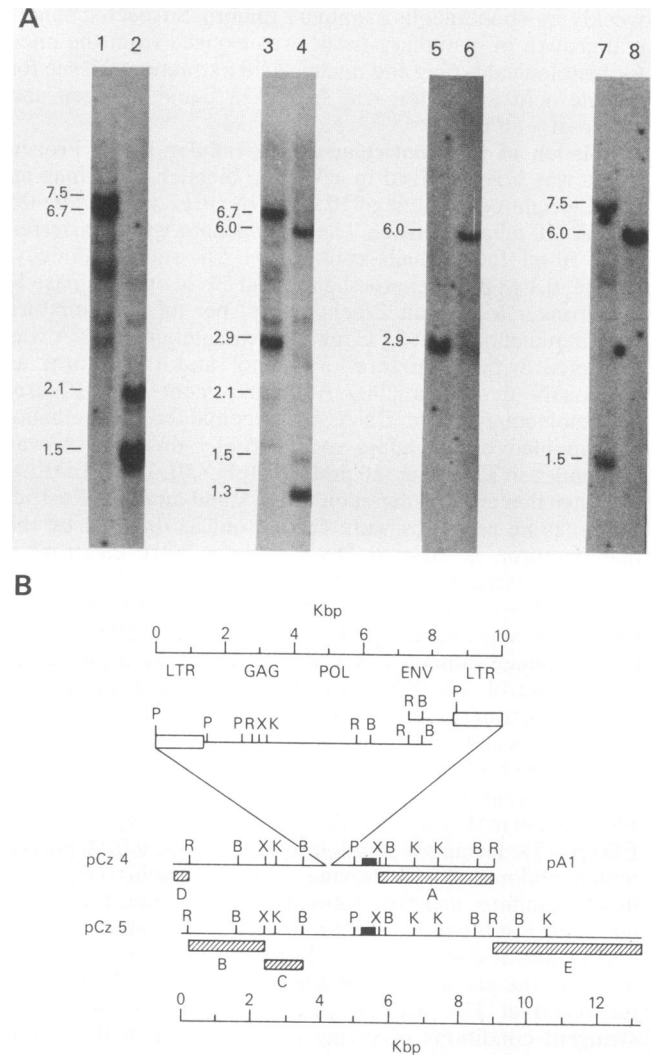 A
1 2 3 4 5 6 7 8
7.5
6.7
2.1
1.5
6.7
6.0
2.9
2.1
1.5
1.3
6.0
2.9
7.5
6.0
1.5
B
Kbp
0 2 4 6 8 10
LTR GAG POL ENV LTR
R B P
P P P R X K R B R B
R B X K B P X B K K B R
pCz 4 pA1
D A
R B X K B P X B K K B R B K
pCz 5
B C E
0 2 4 6 8 10 12
Kbp